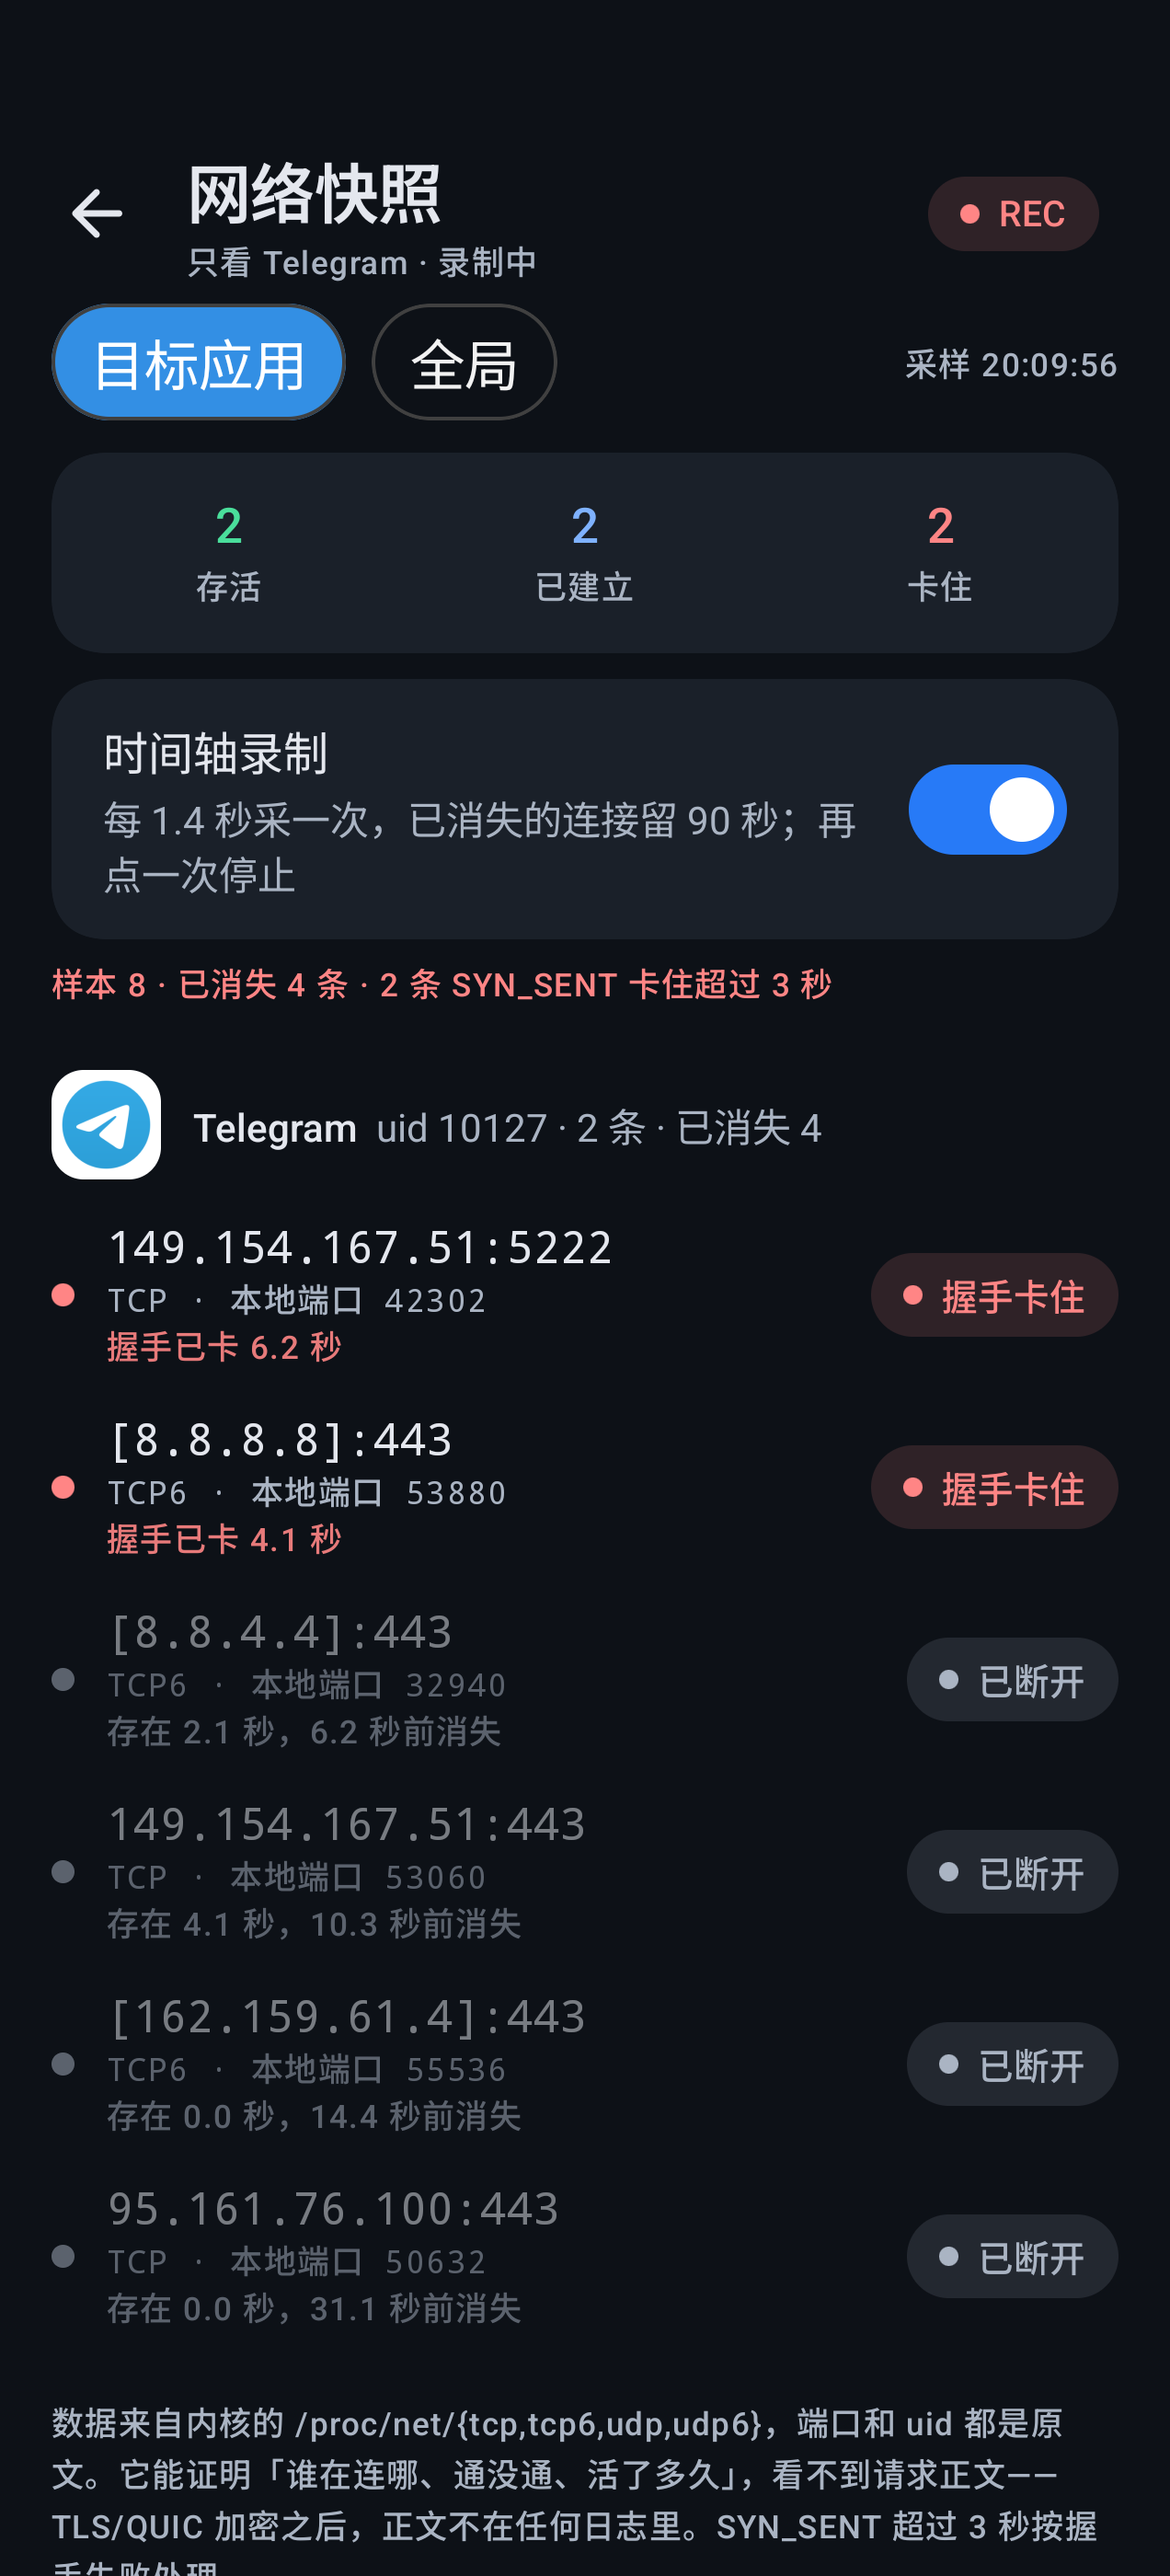 网络快照
只看 Telegram · 录制中
REC
目标应用
全局
采样 20:09:56
2
存活
2
已建立
2
卡住
时间轴录制
每 1.4 秒采一次，已消失的连接留 90 秒；再
点一次停止
样本 8 · 已消失 4 条 · 2 条 SYN_SENT 卡住超过 3 秒
Telegram uid 10127 · 2 条 · 已消失 4
149.154.167.51:5222
TCP · 本地端口 42302
握手已卡 6.2 秒
握手卡住
[8.8.8.8]:443
TCP6 · 本地端口 53880
握手已卡 4.1 秒
握手卡住
[8.8.4.4]:443
TCP6 · 本地端口 32940
存在 2.1 秒，6.2 秒前消失
已断开
149.154.167.51:443
TCP · 本地端口 53060
存在 4.1 秒，10.3 秒前消失
已断开
[162.159.61.4]:443
TCP6 · 本地端口 55536
存在 0.0 秒，14.4 秒前消失
已断开
95.161.76.100:443
TCP · 本地端口 50632
存在 0.0 秒，31.1 秒前消失
已断开
数据来自内核的 /proc/net/{tcp,tcp6,udp,udp6}，端口和 uid 都是原
文。它能证明「谁在连哪、通没通、活了多久」，看不到请求正文——
TLS/QUIC 加密之后，正文不在任何日志里。SYN_SENT 超过 3 秒按握